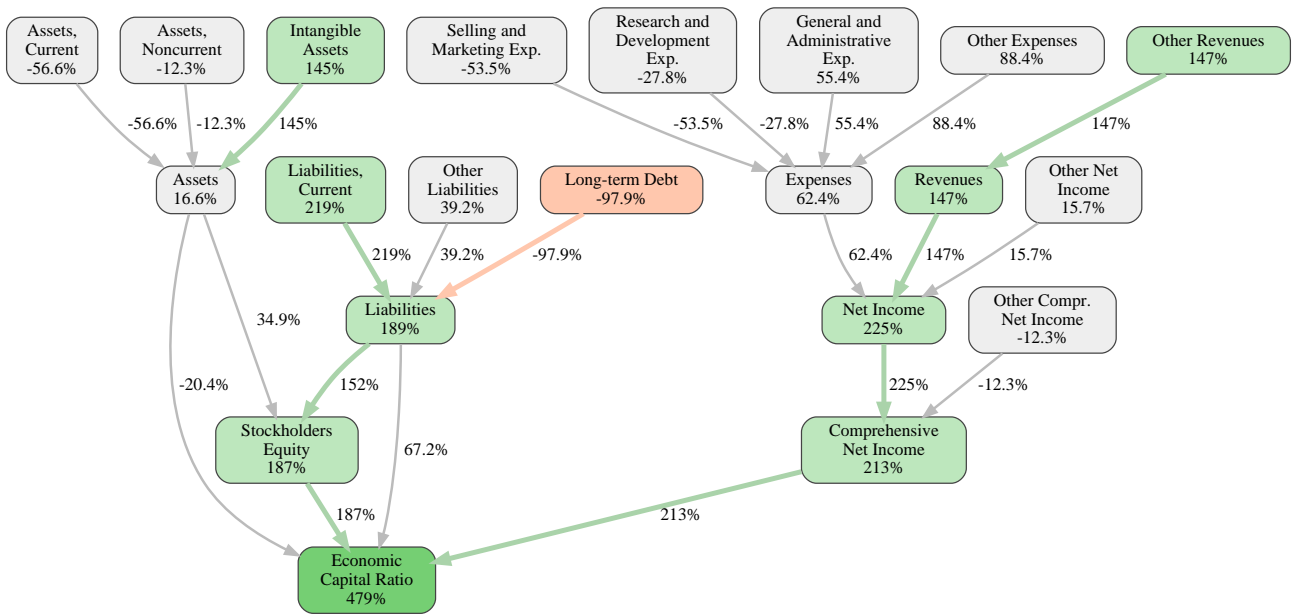 Assets,
Current
-56.6%
Assets,
Noncurrent
-12.3%
Intangible
Assets
145%
Selling and
Marketing Exp.
-53.5%
Research and
Development
Exp.
-27.8%
General and
Administrative
Exp.
55.4%
Other Expenses
88.4%
Other Revenues
147%
-56.6%
-12.3%
145%
-53.5%
-27.8%
55.4%
88.4%
147%
Assets
16.6%
Liabilities,
Current
219%
Other
Liabilities
39.2%
Long-term Debt
-97.9%
Expenses
62.4%
Revenues
147%
Other Net
Income
15.7%
219%
39.2%
-97.9%
62.4%
147%
15.7%
34.9%
Liabilities
189%
Net Income
225%
Other Compr.
Net Income
-12.3%
-20.4%
152%
225%
-12.3%
Stockholders
Equity
187%
67.2%
Comprehensive
Net Income
213%
187%
213%
Economic
Capital Ratio
479%